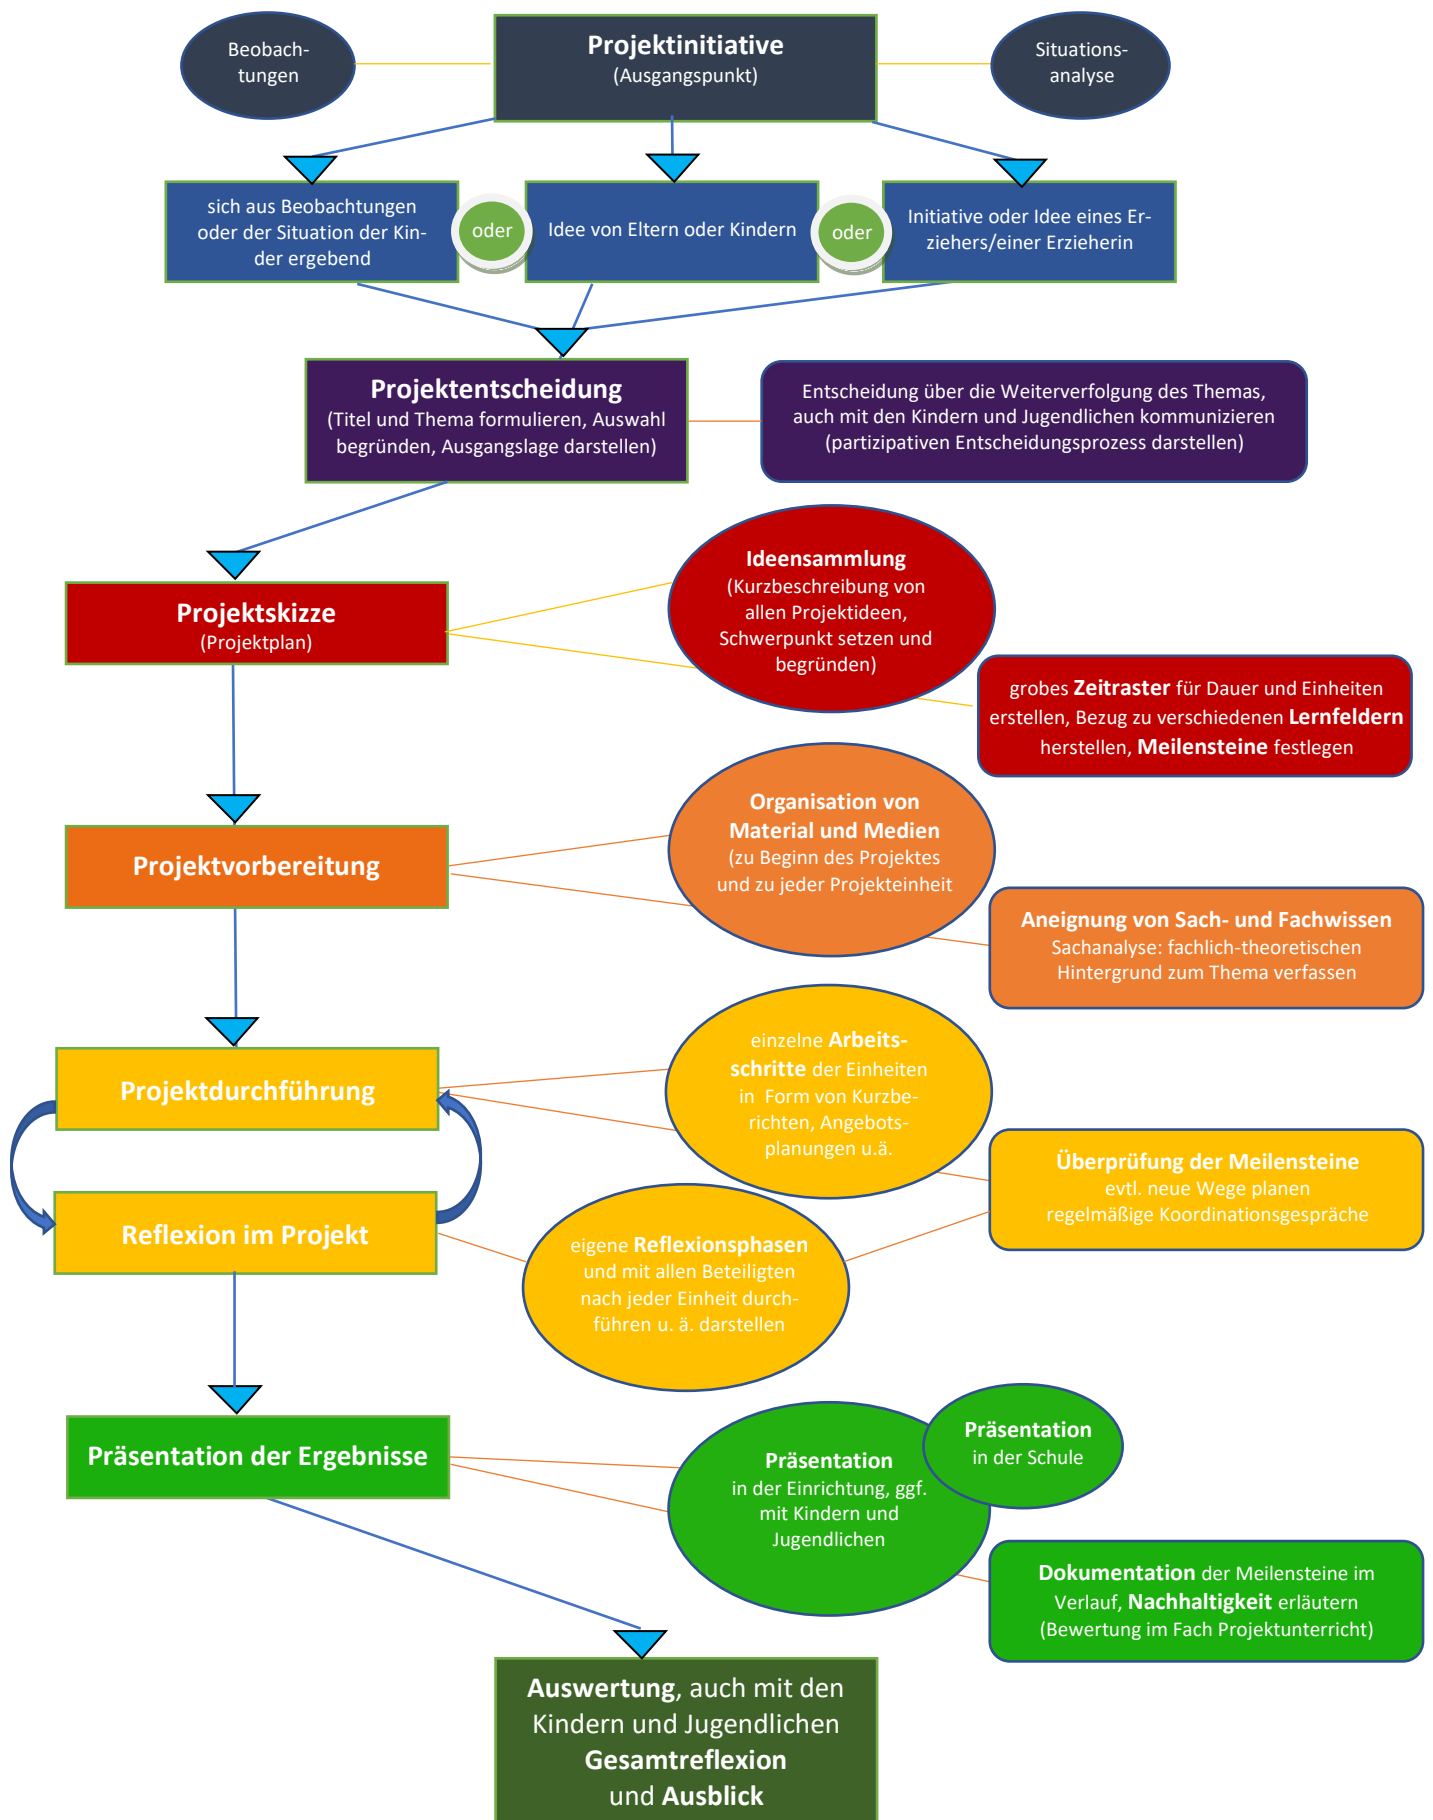 Beobach-
tungen
Projektinitiative
(Ausgangspunkt)
Situations-
analyse
sich aus Beobachtungen
oder der Situation der Kin-
der ergebend
oder
Idee von Eltern oder Kindern
oder
Initiative oder Idee eines Er-
ziehers/einer Erzieherin
Projektentscheidung
(Titel und Thema formulieren, Auswahl
begründen, Ausgangslage darstellen)
Entscheidung über die Weiterverfolgung des Themas,
auch mit den Kindern und Jugendlichen kommunizieren
(partizipativen Entscheidungsprozess darstellen)
Projektskizze
(Projektplan)
Ideensammlung
(Kurzbeschreibung von
allen Projektideen,
Schwerpunkt setzen und
begründen)
grobes Zeitraster für Dauer und Einheiten
erstellen, Bezug zu verschiedenen Lernfeldern
herstellen, Meilensteine festlegen
Projektvorbereitung
Organisation von
Material und Medien
(zu Beginn des Projektes
und zu jeder Projekteinheit
Aneignung von Sach- und Fachwissen
Sachanalyse: fachlich-theoretischen
Hintergrund zum Thema verfassen
Projektdurchführung
einzelne Arbeits-
schritte der Einheiten
in Form von Kurzbe-
richten, Angebots-
planungen u.ä.
Überprüfung der Meilensteine
evtl. neue Wege planen
regelmäßige Koordinationsgespräche
Reflexion im Projekt
eigene Reflexionsphasen
und mit allen Beteiligten
nach jeder Einheit durch-
führen u. ä. darstellen
Präsentation der Ergebnisse
Präsentation
in der Einrichtung, ggf.
mit Kindern und
Jugendlichen
Präsentation
in der Schule
Dokumentation der Meilensteine im
Verlauf, Nachhaltigkeit erläutern
(Bewertung im Fach Projektunterricht)
Auswertung, auch mit den
Kindern und Jugendlichen
Gesamtreflexion
und Ausblick